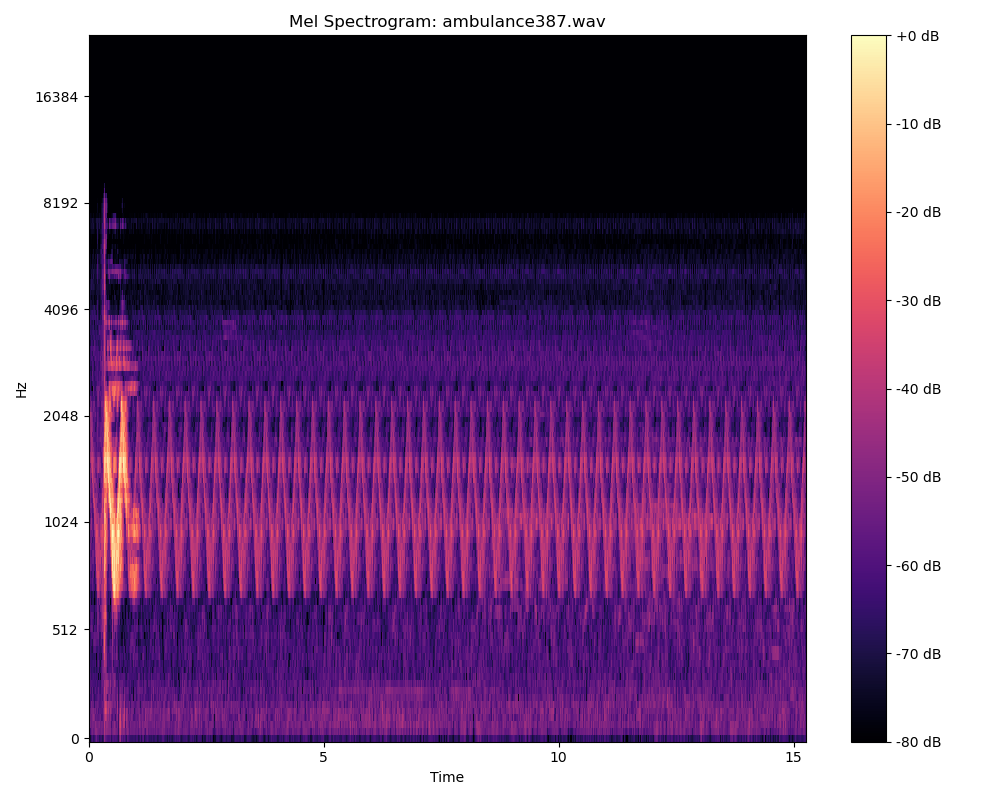 Mel Spectrogram: ambulance387.wav
Hz
16384
8192
4096
2048
1024
512
0
0 5 10 15
Time
+0 dB
-10 dB
-20 dB
-30 dB
-40 dB
-50 dB
-60 dB
-70 dB
-80 dB